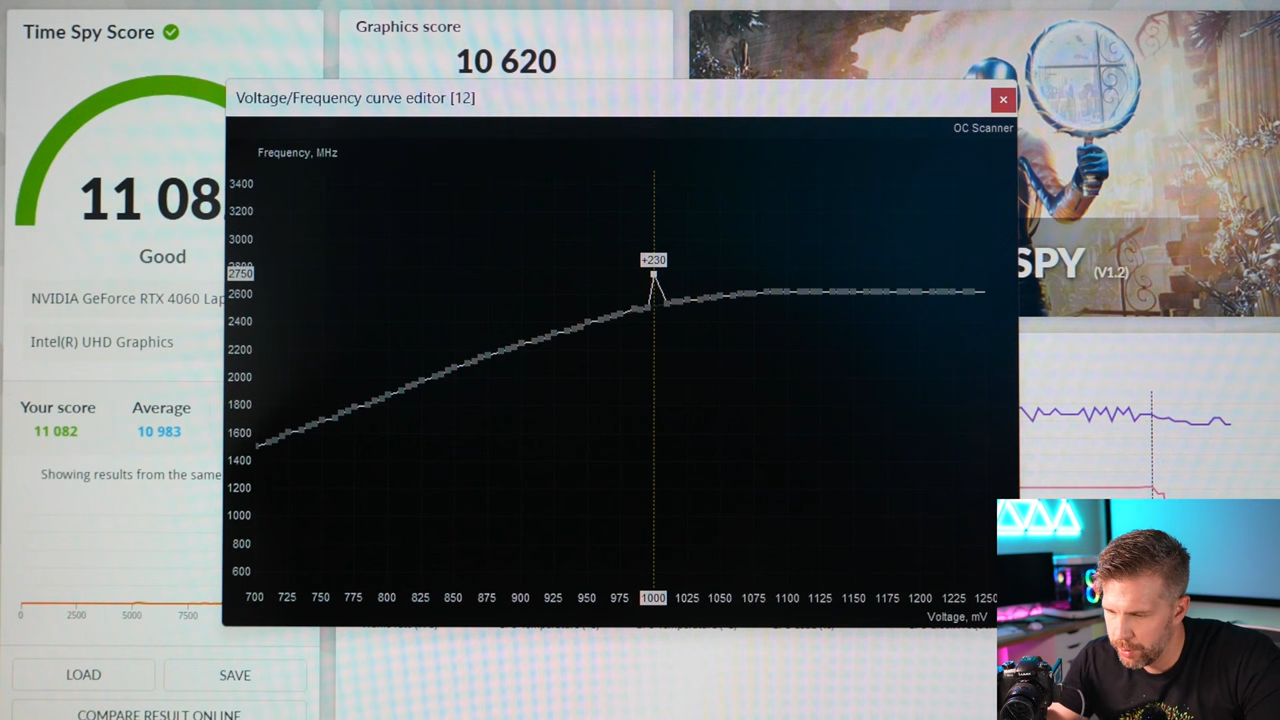 Time Spy Score
Graphics score
10 620
Voltage/Frequency curve editor [12]
OC Scanner
Frequency, MHz
3400
3200
3000
2750
2600
2400
2200
2000
1800
1600
1400
1200
1000
800
600
+230
700 725 750 775 800 825 850 875 900 925 950 975 1000 1025 1050 1075 1100 1125 1150 1175 1200 1225 1250
Voltage, mV
11 08
Good
NVIDIA GeForce RTX 4060 Lap
Intel(R) UHD Graphics
Your score
Average
11 082
10 983
Showing results from the same
0 2500 5000 7500
LOAD
SAVE
COMPARE RESULT ONLINE
SPY (V1.2)